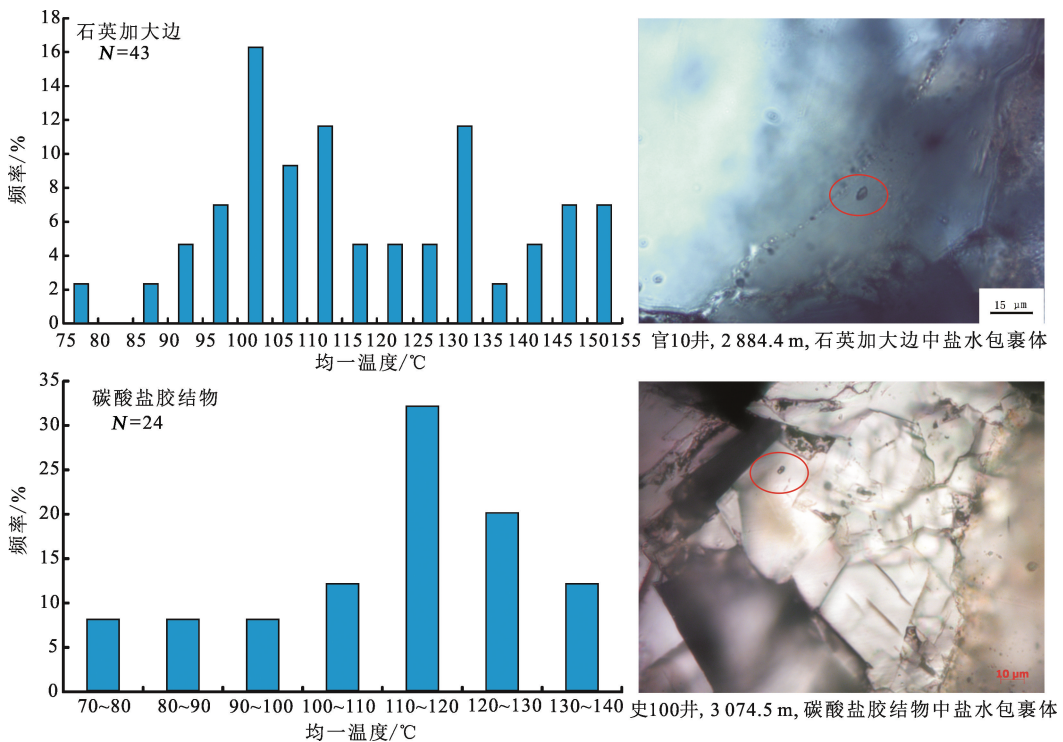 石英加大边
N=43
频率/%
18
16
14
12
10
8
6
4
2
0
75 80 85 90 95 100 105 110 115 120 125 130 135 140 145 150 155
均一温度/℃
15 μm
官10井, 2 884.4 m, 石英加大边中盐水包裹体
碳酸盐胶结物
N=24
频率/%
35
30
25
20
15
10
5
0
70~80 80~90 90~100 100~110 110~120 120~130 130~140
均一温度/℃
10 μm
史100井, 3 074.5 m, 碳酸盐胶结物中盐水包裹体